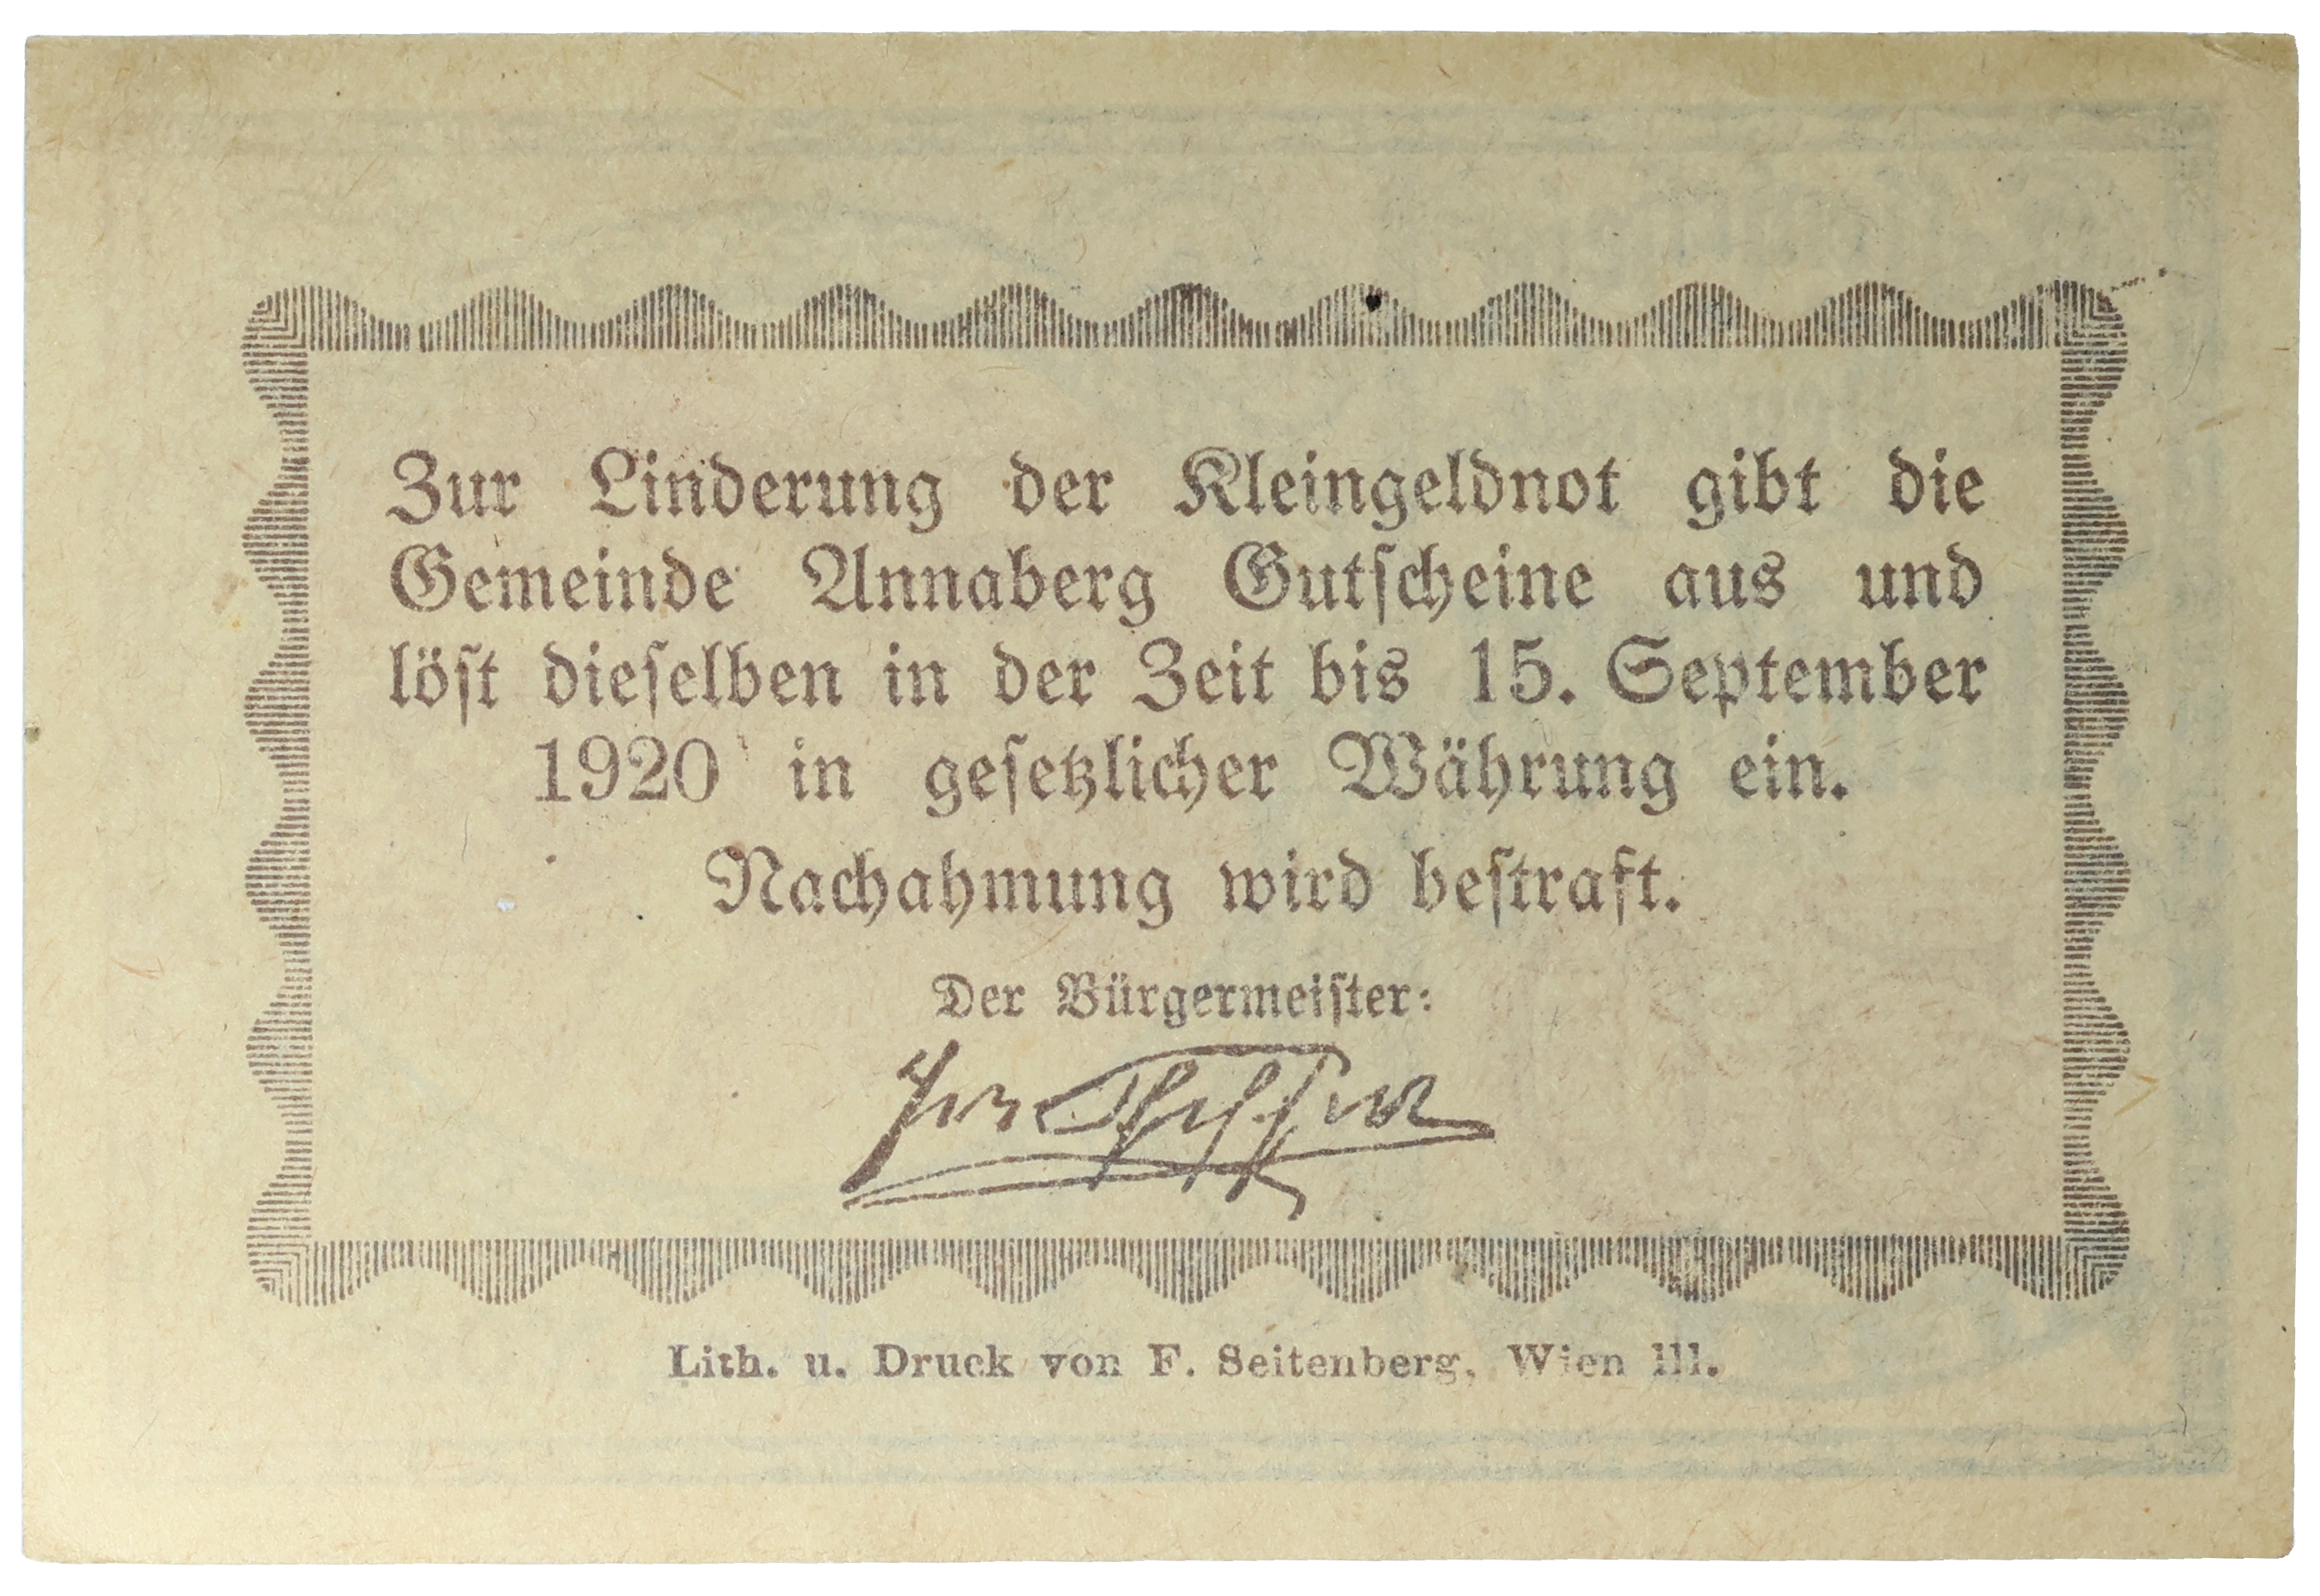 Zur Linderung der Kleingeldnot gibt die
Gemeinde Annaberg Gutscheine aus und
löst dieselben in der Zeit bis 15. September
1920 in gesetzlicher Währung ein.
Nachahmung wird bestraft.
Der Bürgermeister:
Lith. u. Druck von F. Seitenberg, Wien III.